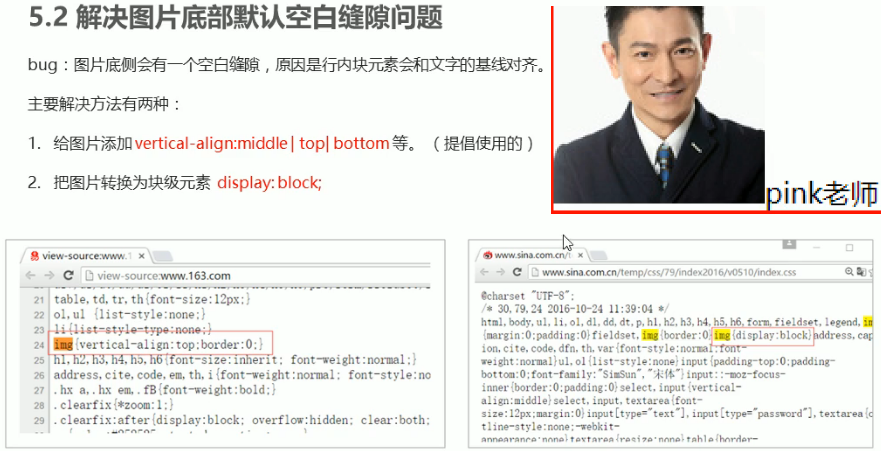 5.2 解决图片底部默认空白缝隙问题
bug：图片底侧会有一个空白缝隙，原因是行内块元素会和文字的基线对齐。
主要解决方法有两种：
1. 给图片添加vertical-align:middle | top| bottom等。（提倡使用的）
2. 把图片转换为块级元素 display: block;
pink老师
view-source:www.1
view-source:www.163.com
21 table,td,tr,th{font-size:12px;}
22 ol,ul {list-style:none;}
23 li{list-style-type:none;}
24 img{vertical-align:top;border:0;}
25 h1,h2,h3,h4,h5,h6{font-size:inherit; font-weight:normal;}
26 address,cite,code,em,th,i{font-weight:normal; font-style:no
27 .hx a,.hx em,.fB{font-weight:bold;}
28 .clearfix{*zoom:1;}
29 .clearfix:after{display:block; overflow:hidden; clear:both;
www.sina.com.cn/t
www.sina.com.cn/temp/css/79/index2016/v0510/index.css
@charset "UTF-8";
/* 30,79,24 2016-10-24 11:39:04 */
html,body,ul,li,ol,dl,dd,dt,p,h1,h2,h3,h4,h5,h6,form,fieldset,legend,im
{margin:0;padding:0}fieldset,img{border:0}img{display:block}address,cap
ion,cite,code,dfn,th,var{font-style:normal;font-
weight:normal}ul,ol{list-style:none}input{padding-top:0;padding-
bottom:0;font-family:"SimSun","宋体"}input::-moz-focus-
inner{border:0;padding:0}select,input{vertical-
align:middle}select,input,textarea{font-
size:12px;margin:0}input[type="text"],input[type="password"],textarea{o
tline-style:none;-webkit-
appearance:none}textarea{resize:none}table{border-